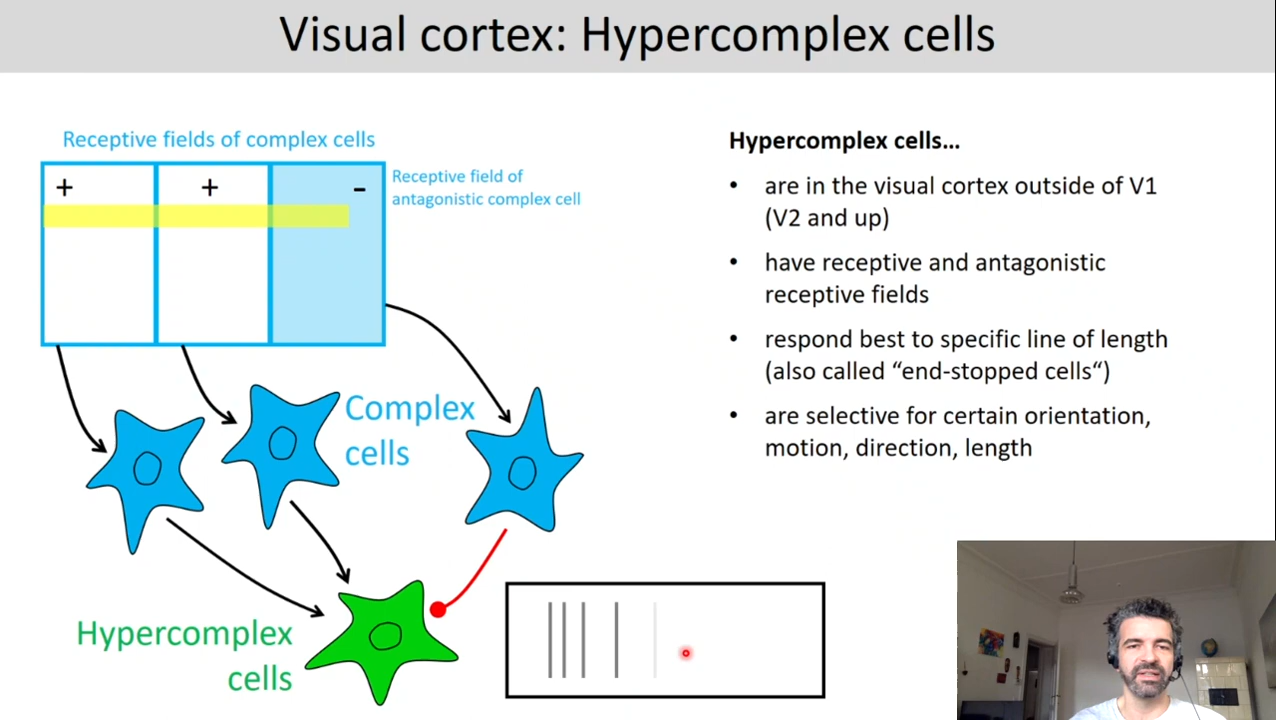 Visual cortex: Hypercomplex cells
Receptive fields of complex cells
+
+
-
Receptive field of
antagonistic complex cell
Complex
cells
Hypercomplex
cells
Hypercomplex cells...
• are in the visual cortex outside of V1
(V2 and up)
• have receptive and antagonistic
receptive fields
• respond best to specific line of length
(also called “end-stopped cells“)
• are selective for certain orientation,
motion, direction, length